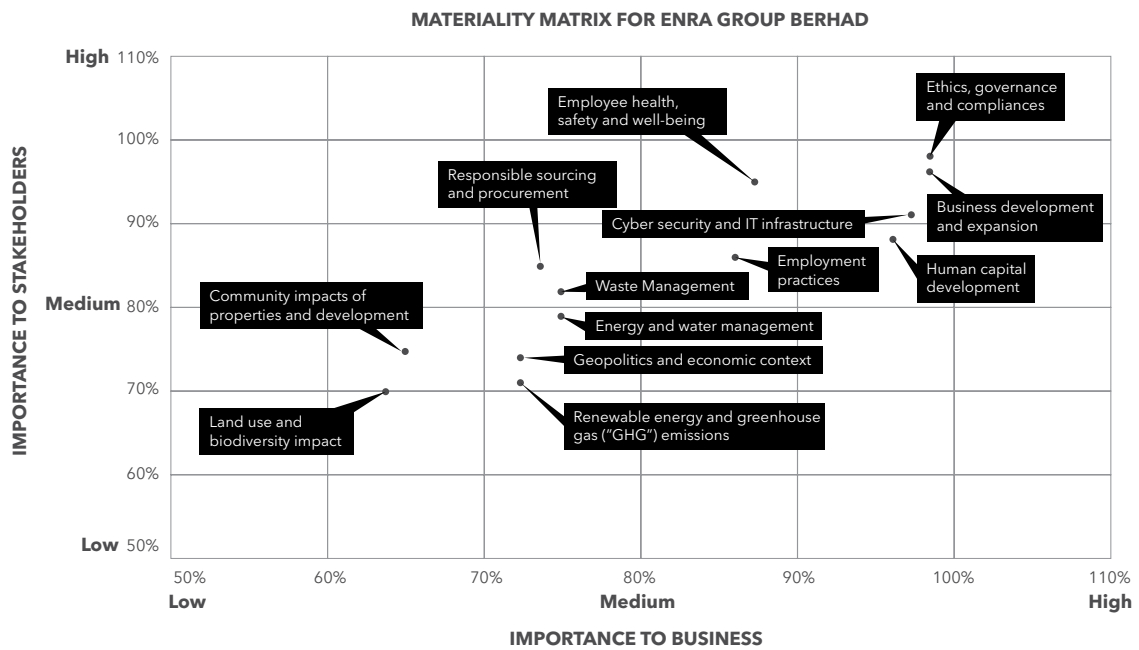 MATERIALITY MATRIX FOR ENRA GROUP BERHAD
IMPORTANCE TO STAKEHOLDERS
High 110%
100%
90%
Medium 80%
70%
60%
Low 50%
Ethics, governance
and compliances
Employee health,
safety and well-being
Responsible sourcing
and procurement
Business development
and expansion
Cyber security and IT infrastructure
Employment
practices
Human capital
development
Waste Management
Community impacts of
properties and development
Energy and water management
Geopolitics and economic context
Land use and
biodiversity impact
Renewable energy and greenhouse
gas (“GHG”) emissions
50% 60% 70% 80% 90% 100% 110%
Low Medium High
IMPORTANCE TO BUSINESS